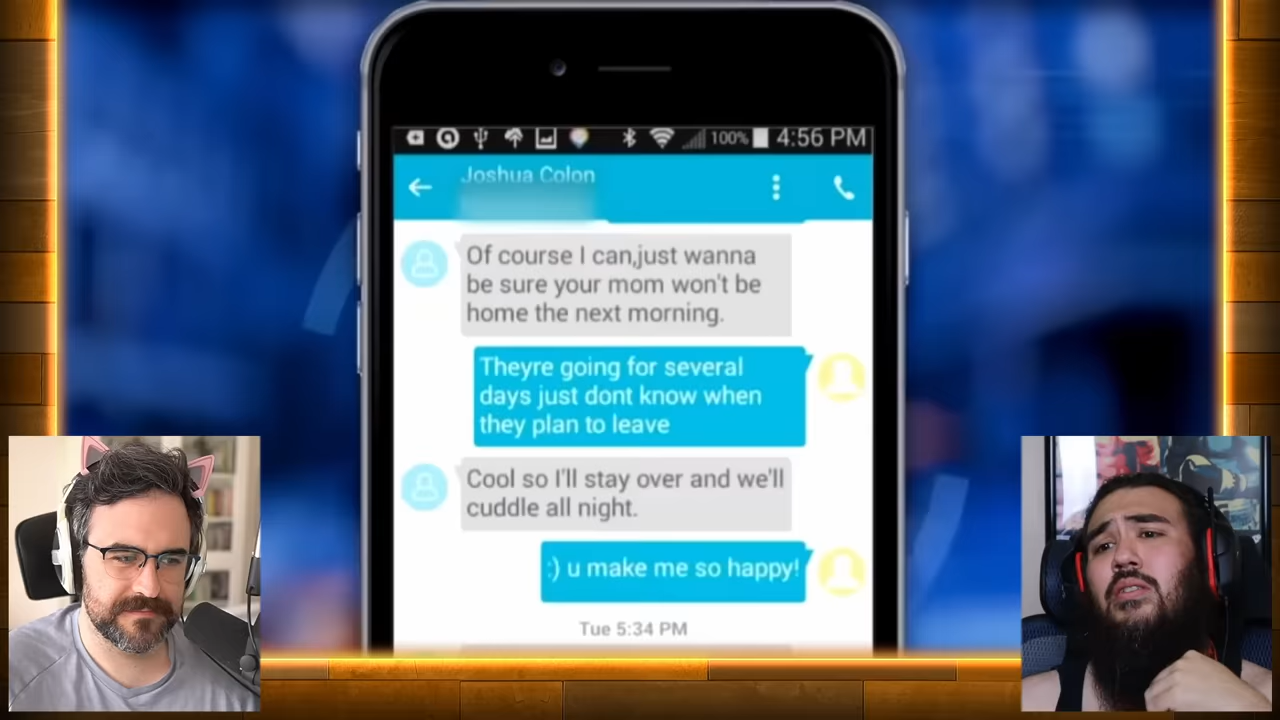 100% 4:56 PM
Joshua Colon
Of course I can,just wanna
be sure your mom won't be
home the next morning.
Theyre going for several
days just dont know when
they plan to leave
Cool so I'll stay over and we'll
cuddle all night.
:) u make me so happy!
Tue 5:34 PM